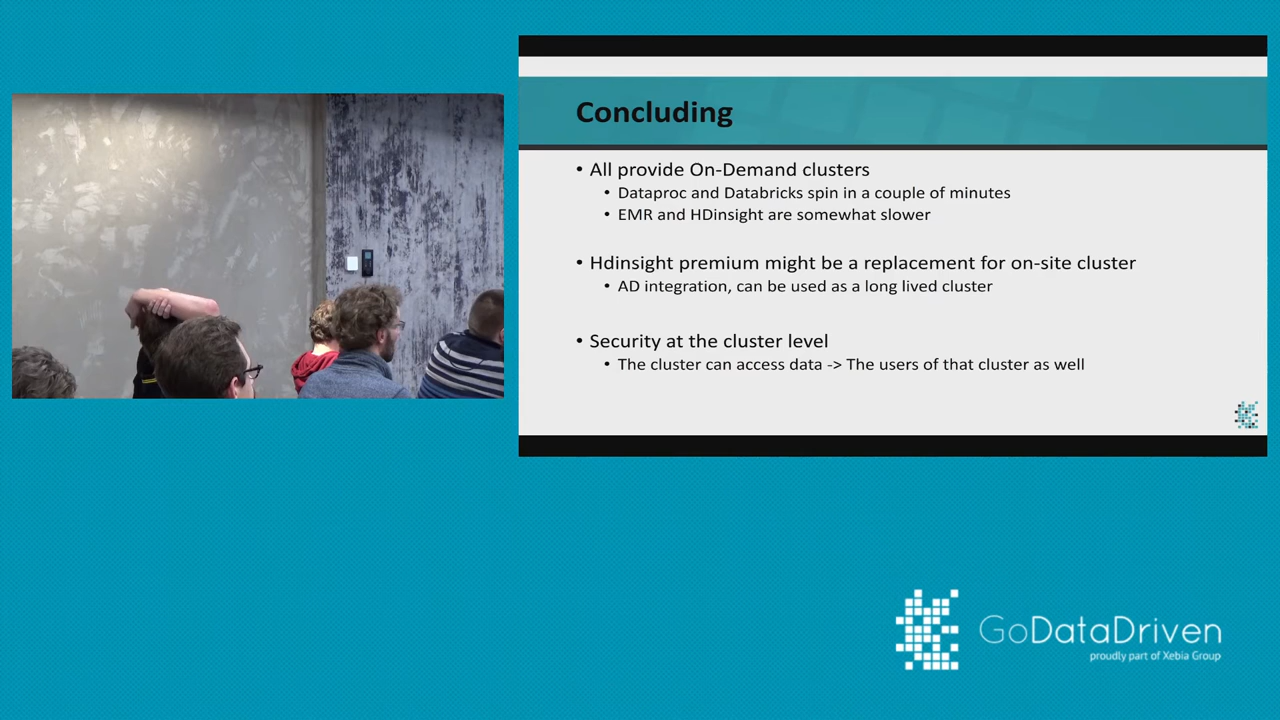 Concluding
• All provide On-Demand clusters
• Dataproc and Databricks spin in a couple of minutes
• EMR and HDinsight are somewhat slower
• Hdinsight premium might be a replacement for on-site cluster
• AD integration, can be used as a long lived cluster
• Security at the cluster level
• The cluster can access data -> The users of that cluster as well
GoDataDriven
proudly part of Xebia Group